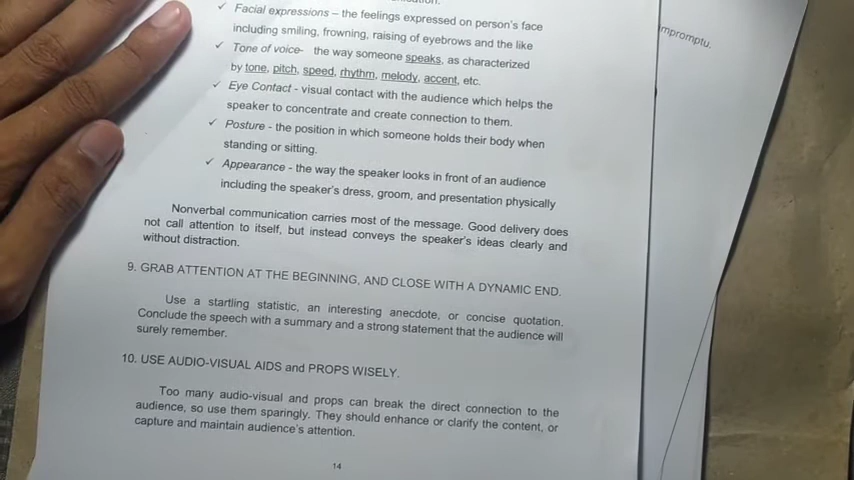 ✓ Facial expressions – the feelings expressed on person's face
including smiling, frowning, raising of eyebrows and the like
✓ Tone of voice- the way someone speaks, as characterized
by tone, pitch, speed, rhythm, melody, accent, etc.
✓ Eye Contact - visual contact with the audience which helps the
speaker to concentrate and create connection to them.
✓ Posture - the position in which someone holds their body when
standing or sitting.
✓ Appearance - the way the speaker looks in front of an audience
including the speaker's dress, groom, and presentation physically
Nonverbal communication carries most of the message. Good delivery does
not call attention to itself, but instead conveys the speaker's ideas clearly and
without distraction.
9. GRAB ATTENTION AT THE BEGINNING, AND CLOSE WITH A DYNAMIC END.
Use a startling statistic, an interesting anecdote, or concise quotation.
Conclude the speech with a summary and a strong statement that the audience will
surely remember.
10. USE AUDIO-VISUAL AIDS and PROPS WISELY.
Too many audio-visual and props can break the direct connection to the
audience, so use them sparingly. They should enhance or clarify the content, or
capture and maintain audience's attention.
14
impromptu.